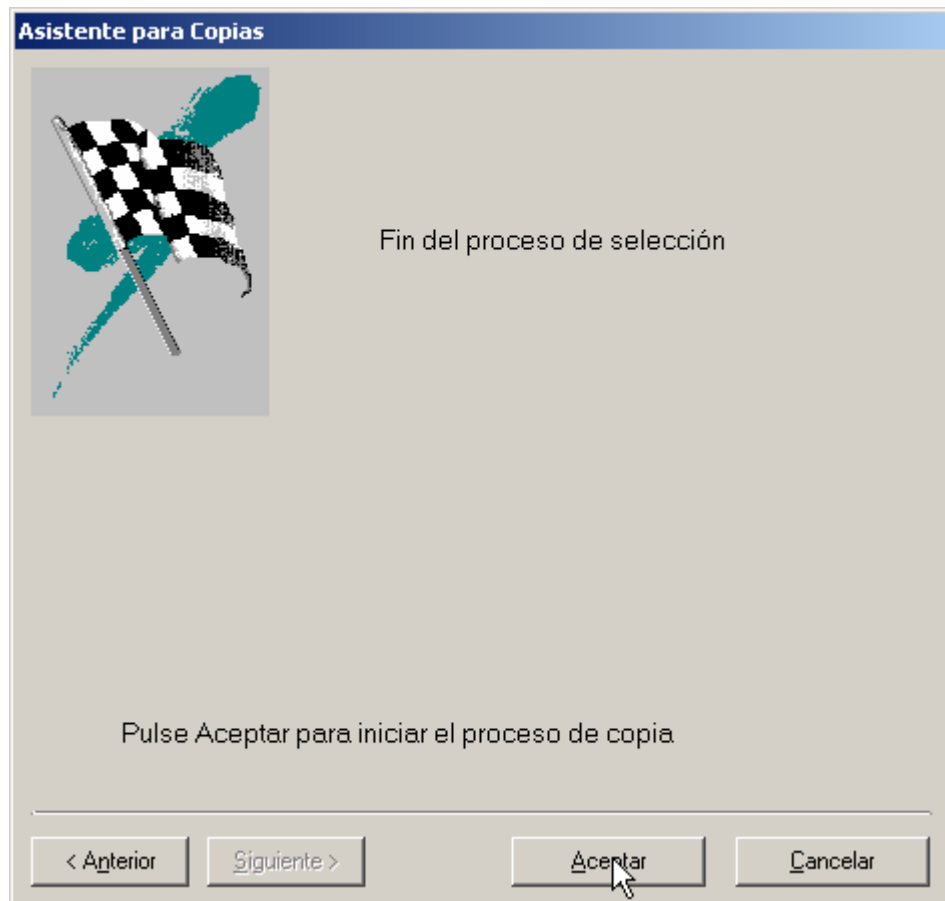 Asistente para Copias
Fin del proceso de selección
Pulse Aceptar para iniciar el proceso de copia
< Anterior
Siguiente >
Aceptar
Cancelar